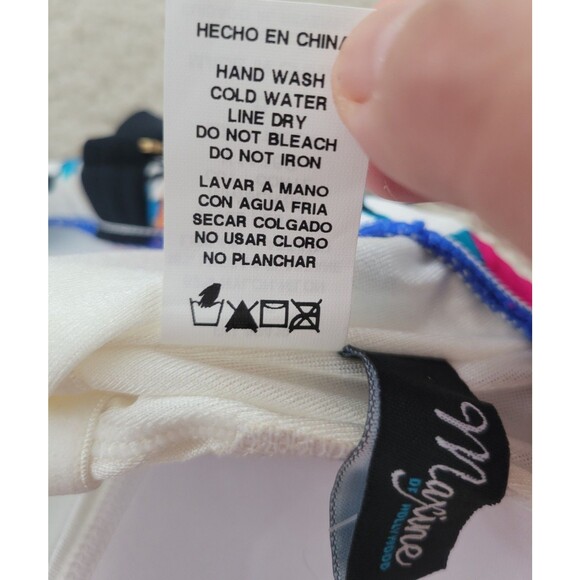 HECHO EN CHINA
HAND WASH
COLD WATER
LINE DRY
DO NOT BLEACH
DO NOT IRON
LAVAR A MANO
CON AGUA FRIA
SECAR COLGADO
NO USAR CLORO
NO PLANCHAR
Maxine
OF HOLLYWOOD